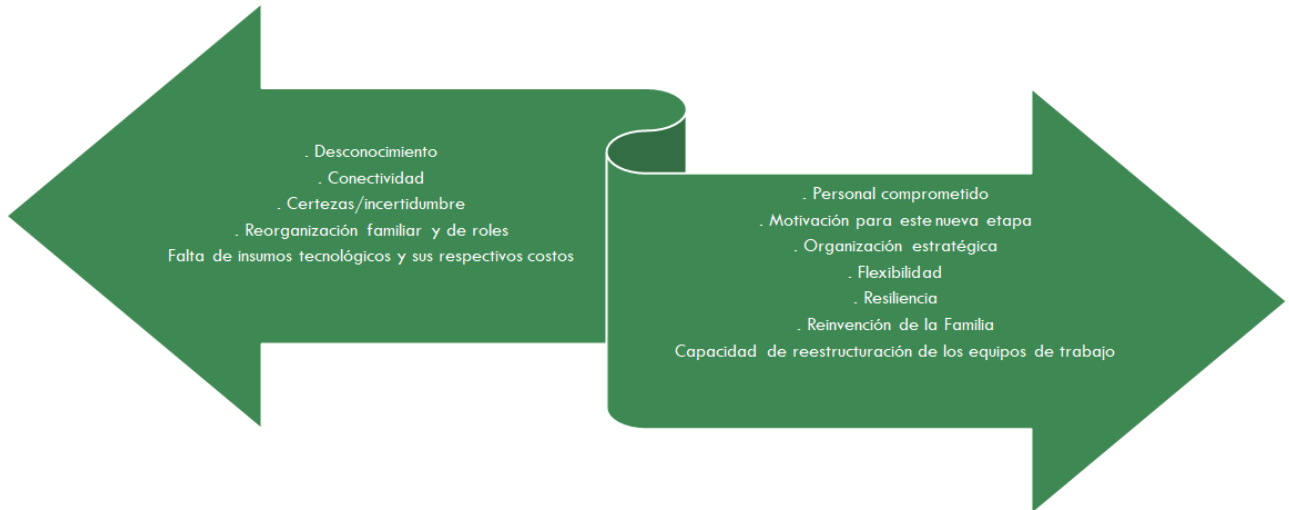 . Desconocimiento
. Conectividad
. Certezas/incertidumbre
. Reorganización familiar y de roles
Falta de insumos tecnológicos y sus respectivos costos
. Personal comprometido
. Motivación para este nueva etapa
. Organización estratégica
. Flexibilidad
. Resiliencia
. Reinvención de la Familia
Capacidad de reestructuración de los equipos de trabajo